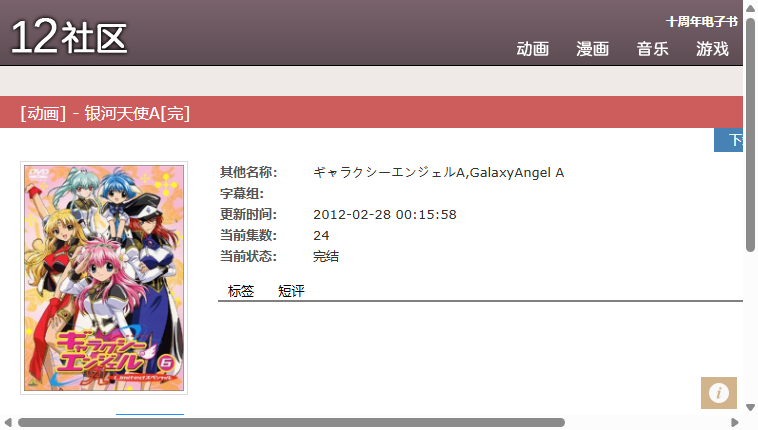 12社区
十周年电子书
动画 漫画 音乐 游戏
[动画] - 银河天使A[完]
下
DVD
ギャラクシーエンジェル
6
其他名称: ギャラクシーエンジェルA,GalaxyAngel A
字幕组:
更新时间: 2012-02-28 00:15:58
当前集数: 24
当前状态: 完结
标签 短评
i